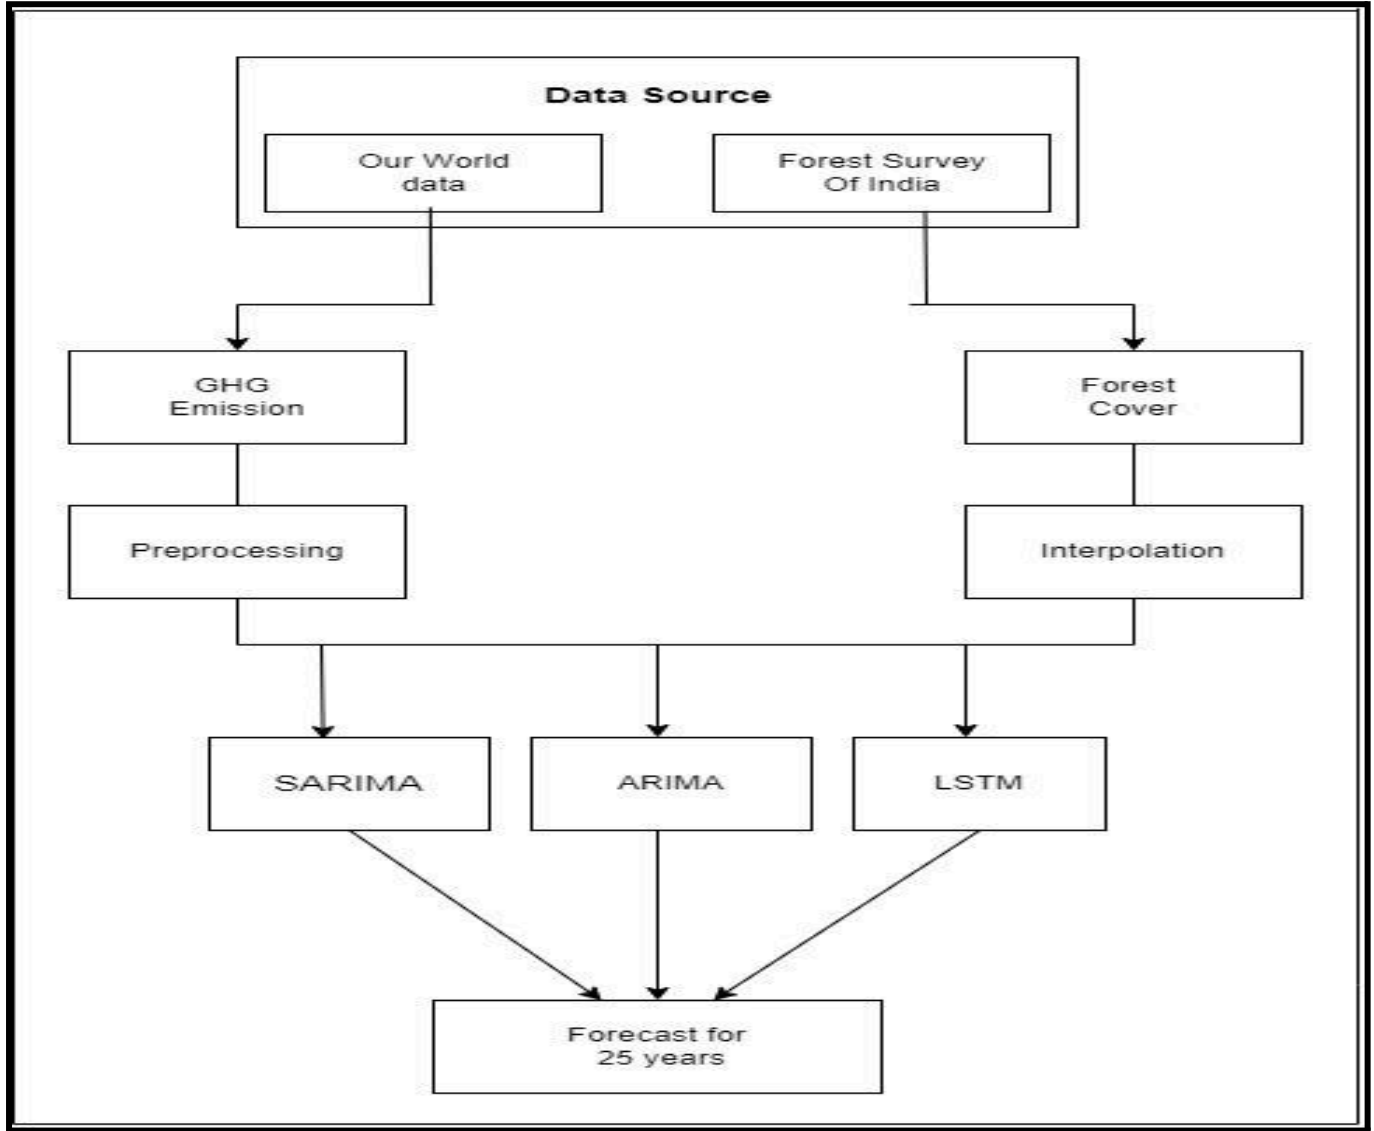 Data Source
Our World
data
Forest Survey
Of India
GHG
Emission
Forest
Cover
Preprocessing
Interpolation
SARIMA
ARIMA
LSTM
Forecast for
25 years